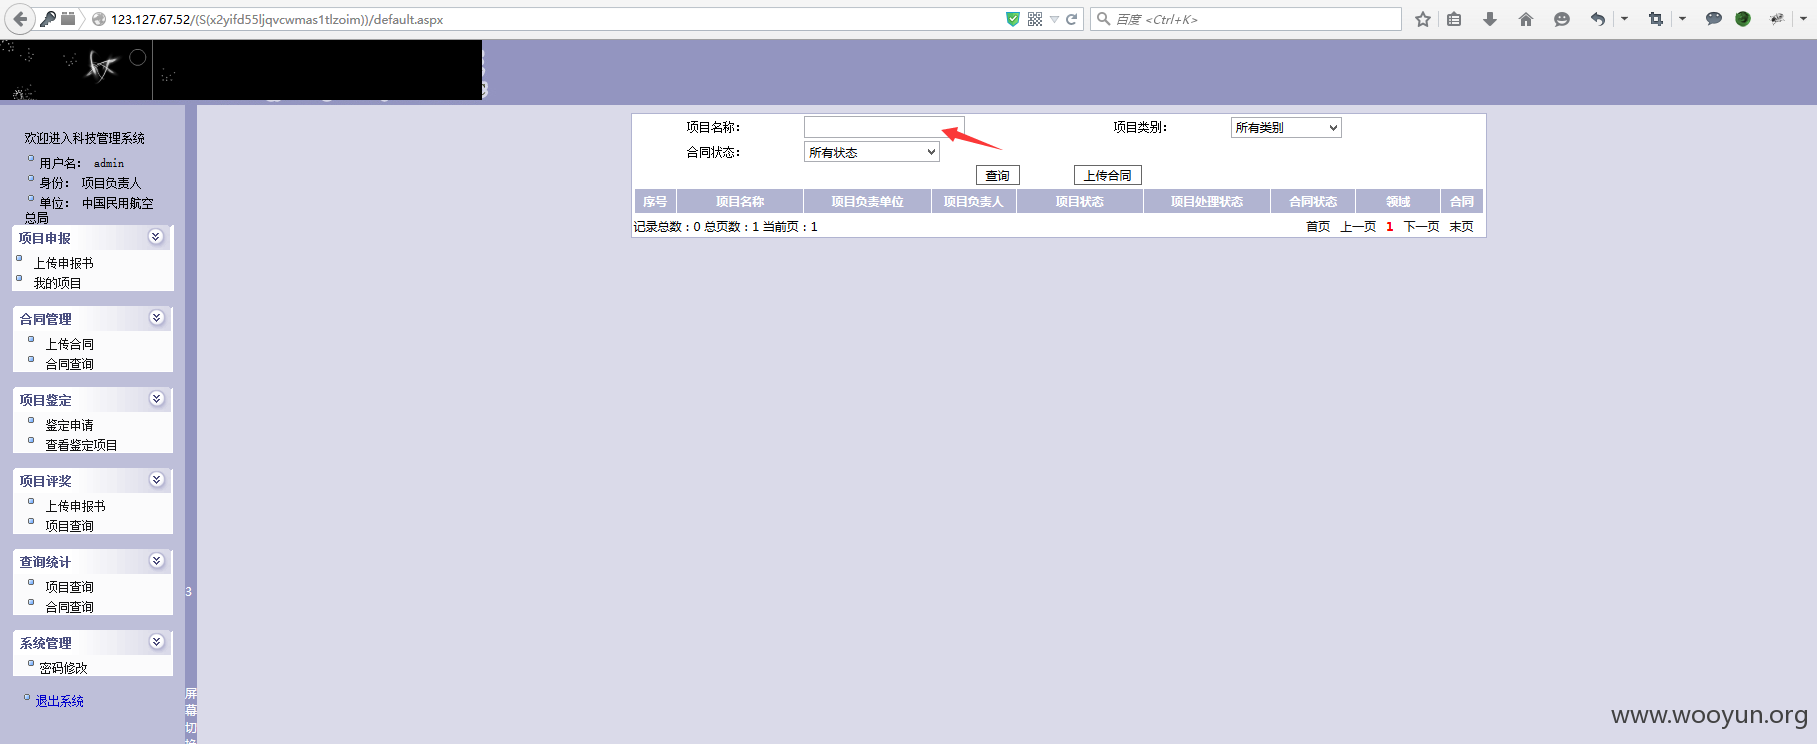 123.127.67.52/(S(x2yifd55ljqvcwmas1tlzoim))/default.aspx
百度 <Ctrl+K>
欢迎进入科技管理系统
用户名： admin
身份： 项目负责人
单位： 中国民用航空
总局
项目申报
上传申报书
我的项目
合同管理
上传合同
合同查询
项目鉴定
鉴定申请
查看鉴定项目
项目评奖
上传申报书
项目查询
查询统计
项目查询
合同查询
系统管理
密码修改
退出系统
3
屏
幕
切
换
项目名称：
项目类别： 所有类别
合同状态： 所有状态
查询 上传合同
序号 项目名称 项目负责单位 项目负责人 项目状态 项目处理状态 合同状态 领域 合同
记录总数：0 总页数：1 当前页：1
首页 上一页 1 下一页 末页
www.wooyun.org